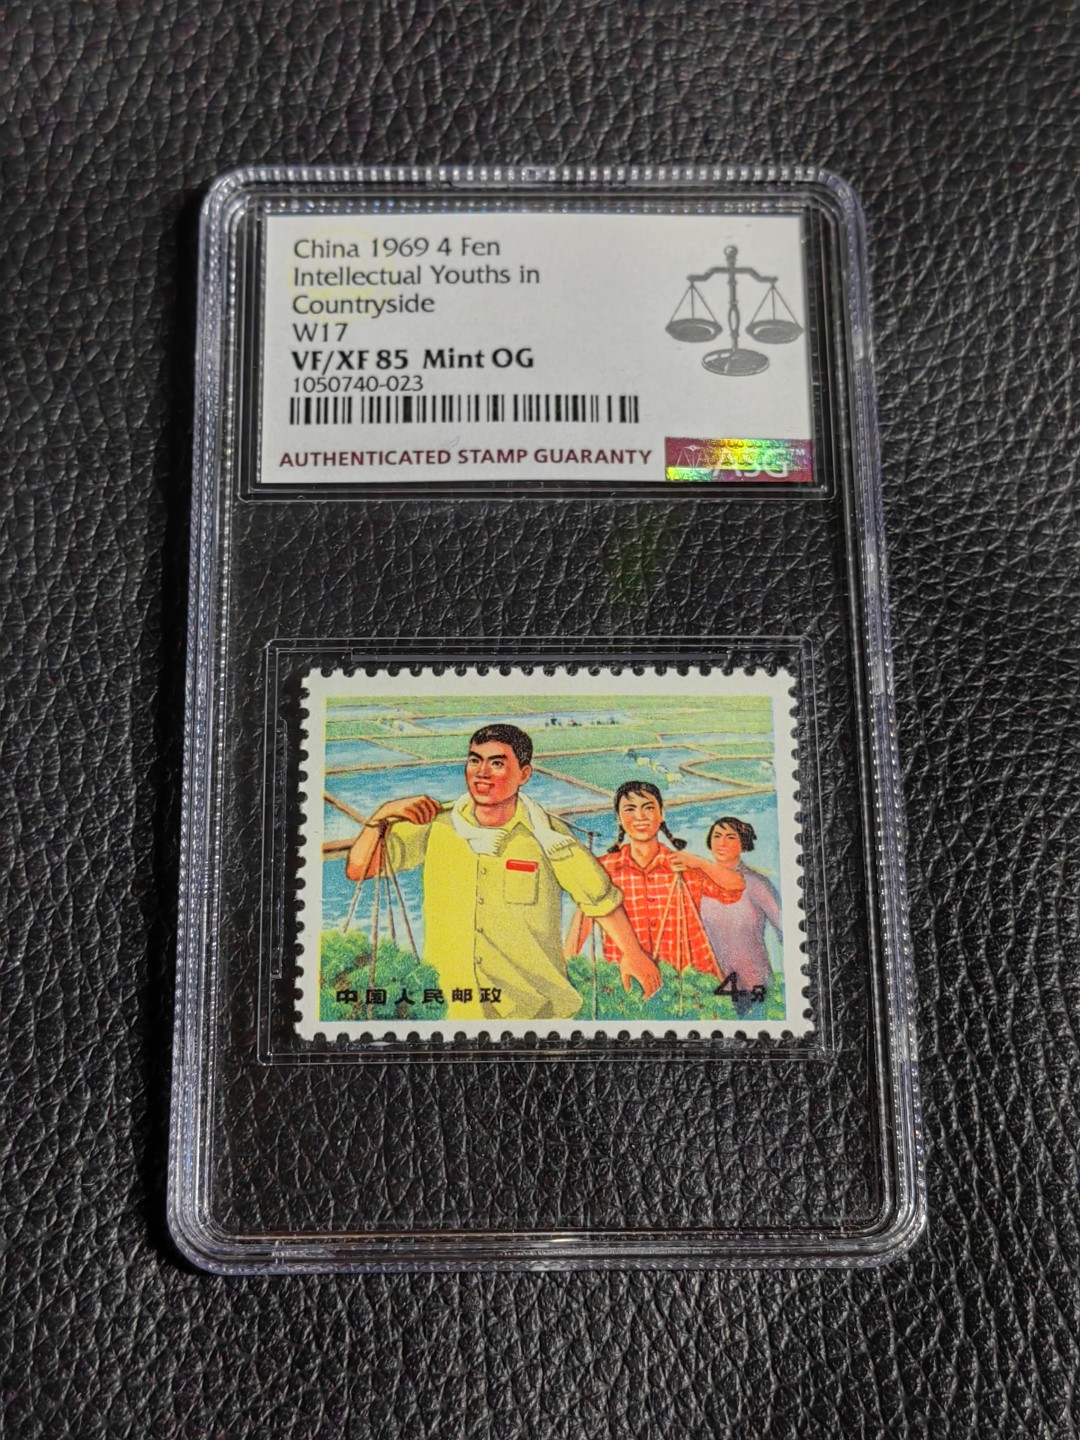 China 1969 4 Fen
Intellectual Youths in
Countryside
W17
VF/XF 85 Mint OG
1050740-023
AUTHENTICATED STAMP GUARANTY
ASG™
中国人民邮政
4分